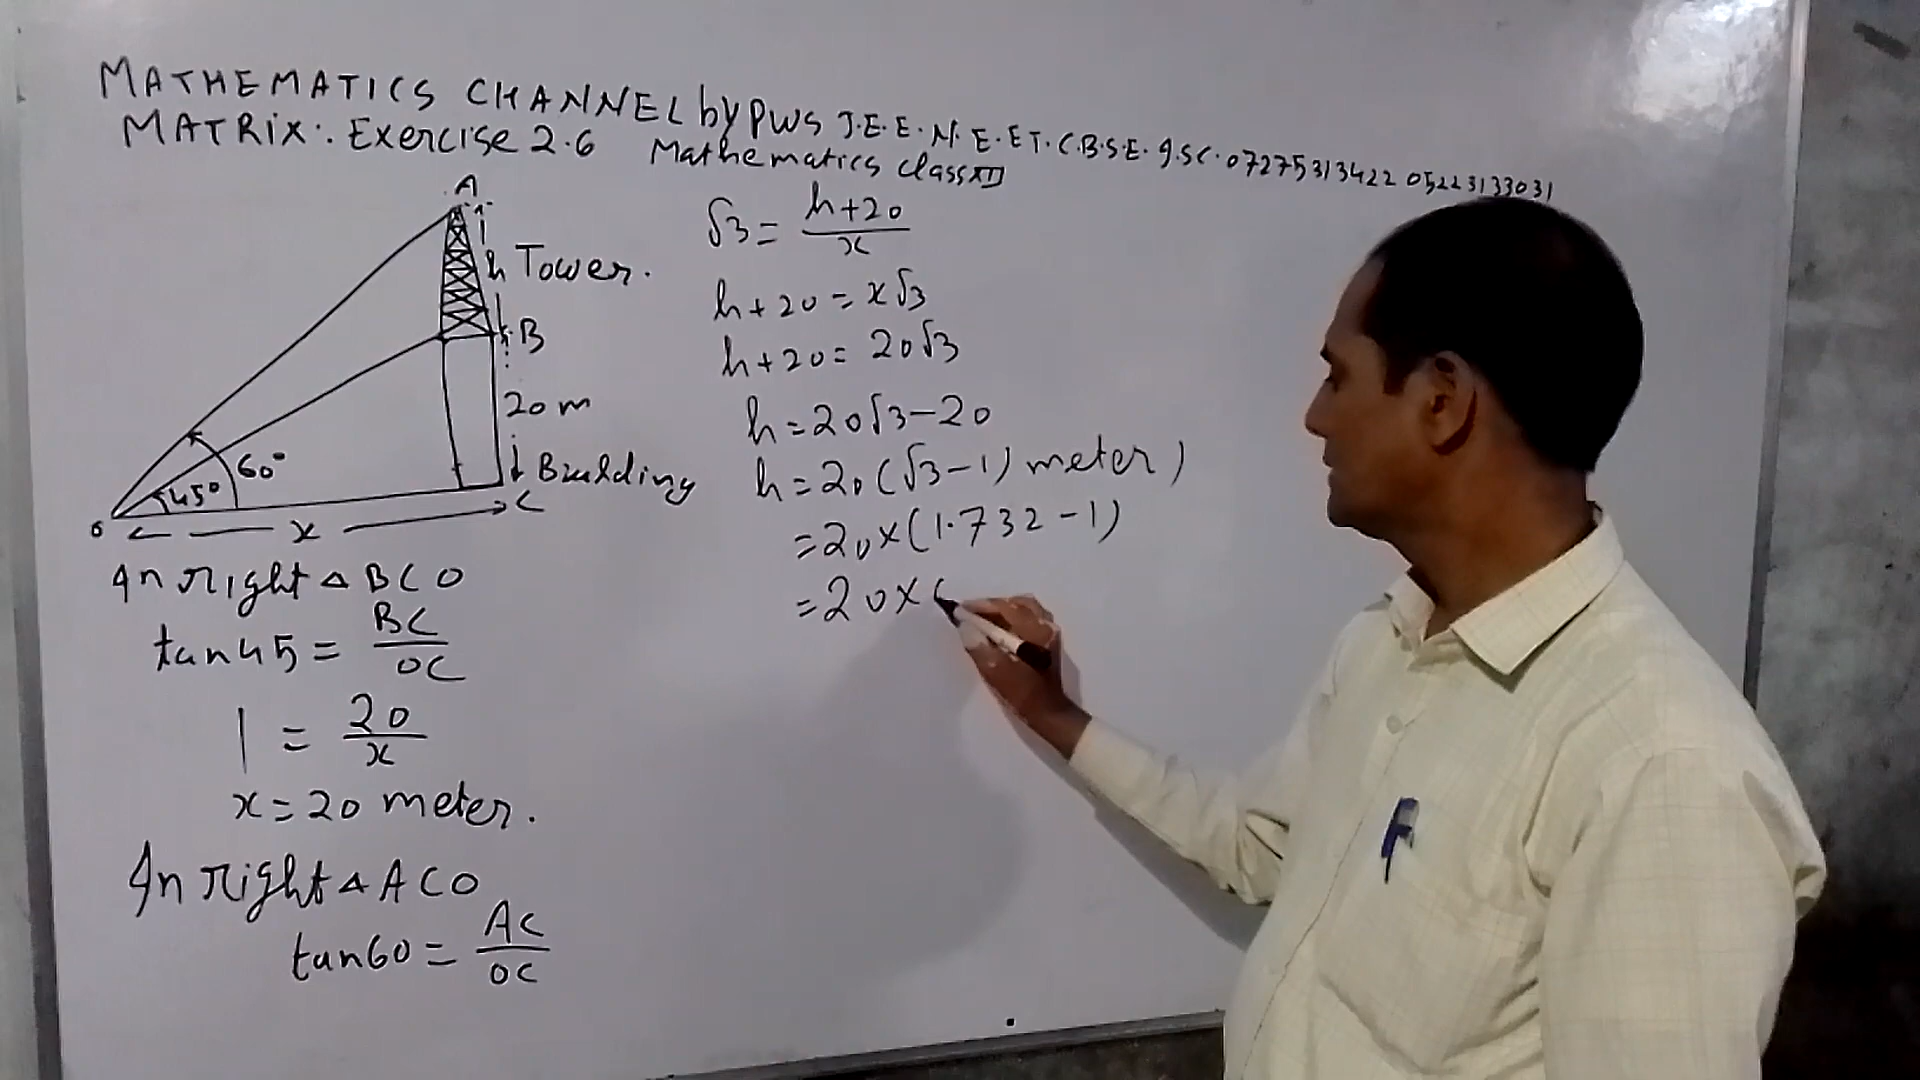 MATHEMATICS CHANNEL by PWS J.E.E. N.E.ET. C.B.S.E. I.SC. 07275313422 05223133031
MATRIX:. Exercise 2.6 Mathematics class XII
A
h Tower.
B
20 m
Building
60°
45°
O x C
In right △ BCO
tan45 = BC/OC
1 = 20/x
x = 20 meter.
In right △ ACO
tan60 = AC/OC
√3 = h+20/x
h + 20 = x√3
h + 20 = 20√3
h = 20√3 - 20
h = 20 (√3 - 1) meter)
= 20 × (1.732 - 1)
= 20 ×